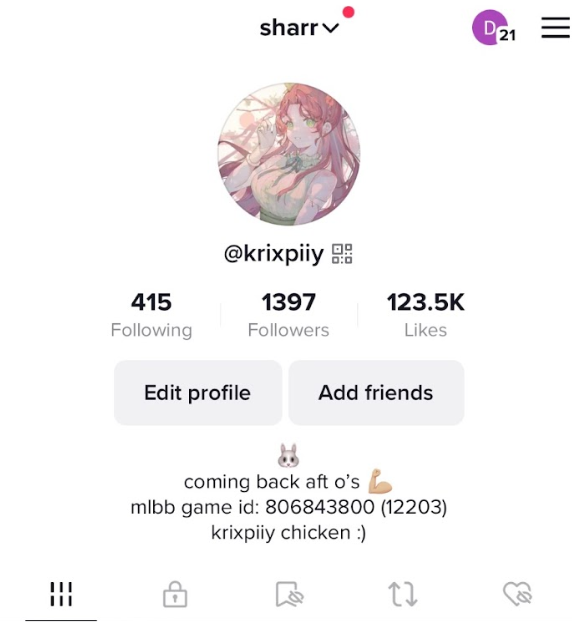 sharr
D 21
@krixpiiy
415 1397 123.5K
Following Followers Likes
Edit profile Add friends
coming back aft o's
mlbb game id: 806843800 (12203)
krixpiiy chicken :)